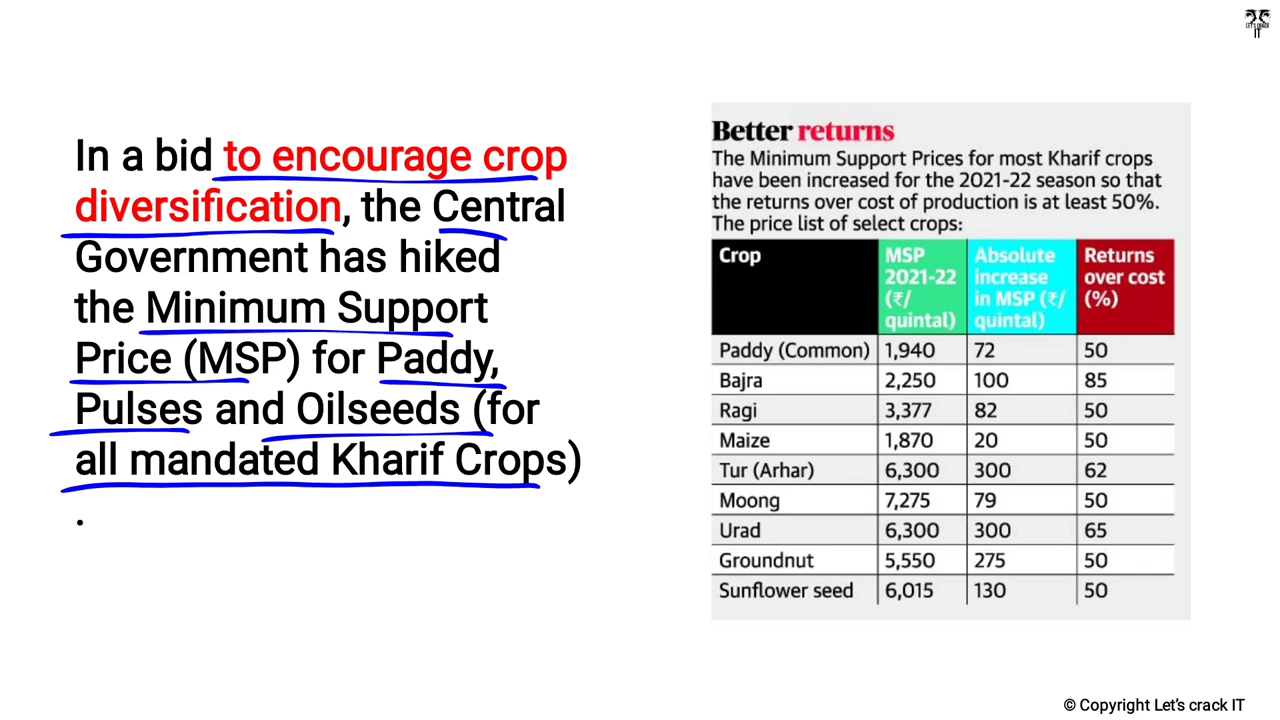 LET'S CRACK
IT
In a bid to encourage crop
diversification, the Central
Government has hiked
the Minimum Support
Price (MSP) for Paddy,
Pulses and Oilseeds (for
all mandated Kharif Crops)
.
Better returns
The Minimum Support Prices for most Kharif crops
have been increased for the 2021-22 season so that
the returns over cost of production is at least 50%.
The price list of select crops:
Crop MSP 2021-22 (₹/ quintal) Absolute increase in MSP (₹/ quintal) Returns over cost (%)
Paddy (Common) 1,940 72 50
Bajra 2,250 100 85
Ragi 3,377 82 50
Maize 1,870 20 50
Tur (Arhar) 6,300 300 62
Moong 7,275 79 50
Urad 6,300 300 65
Groundnut 5,550 275 50
Sunflower seed 6,015 130 50
© Copyright Let's crack IT